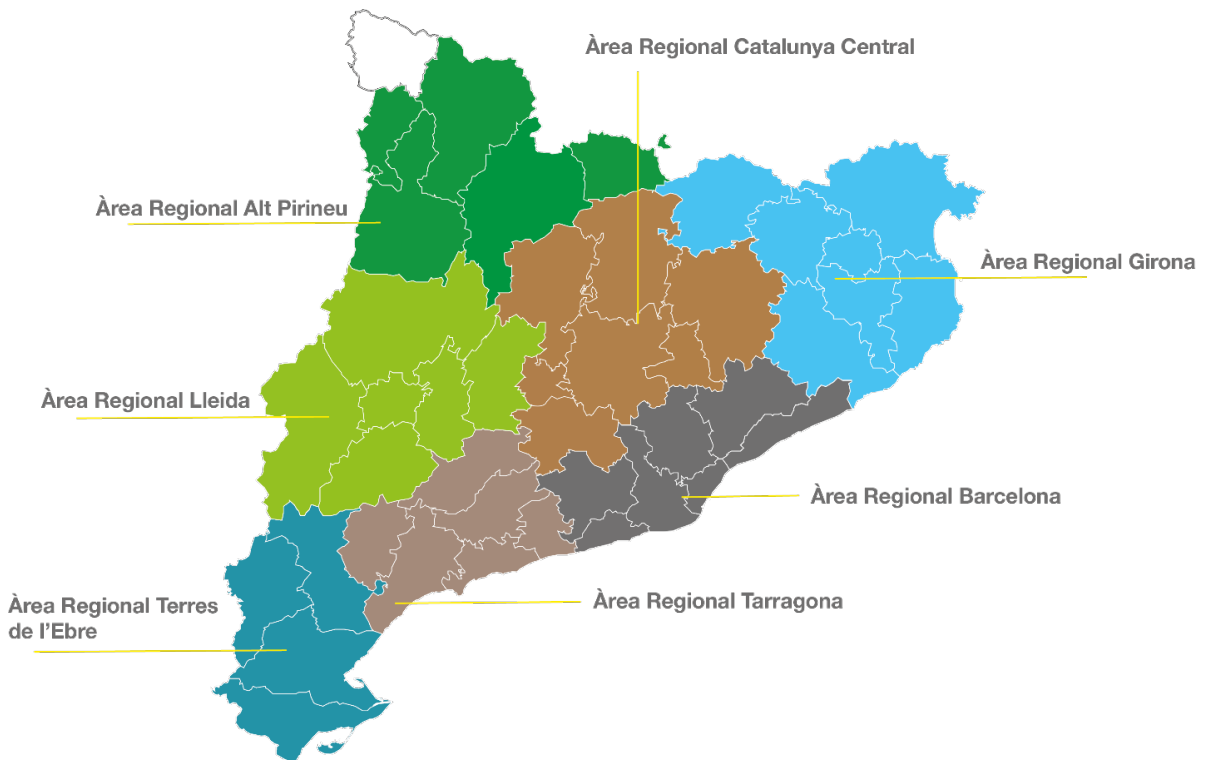 Àrea Regional Catalunya Central
Àrea Regional Alt Pirineu
Àrea Regional Girona
Àrea Regional Lleida
Àrea Regional Barcelona
Àrea Regional Terres
de l’Ebre
Àrea Regional Tarragona